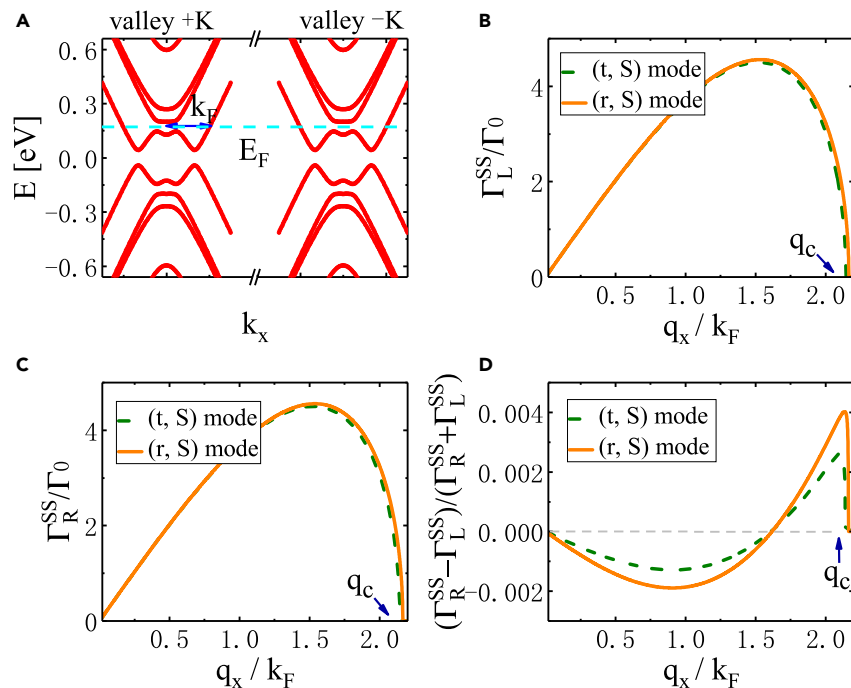 A
valley +K
valley −K
0.6
0.3
0.0
−0.3
−0.6
E [eV]
k_F
E_F
k_x
B
(t, S) mode
(r, S) mode
4
2
0
Γ_L^SS/Γ_0
q_c
0.5
1.0
1.5
2.0
q_x / k_F
C
(t, S) mode
(r, S) mode
4
2
0
Γ_R^SS/Γ_0
q_c
0.5
1.0
1.5
2.0
q_x / k_F
D
(t, S) mode
(r, S) mode
0.004
0.002
0.000
−0.002
(Γ_R^SS−Γ_L^SS)/(Γ_R^SS+Γ_L^SS)
q_c
0.5
1.0
1.5
2.0
q_x / k_F